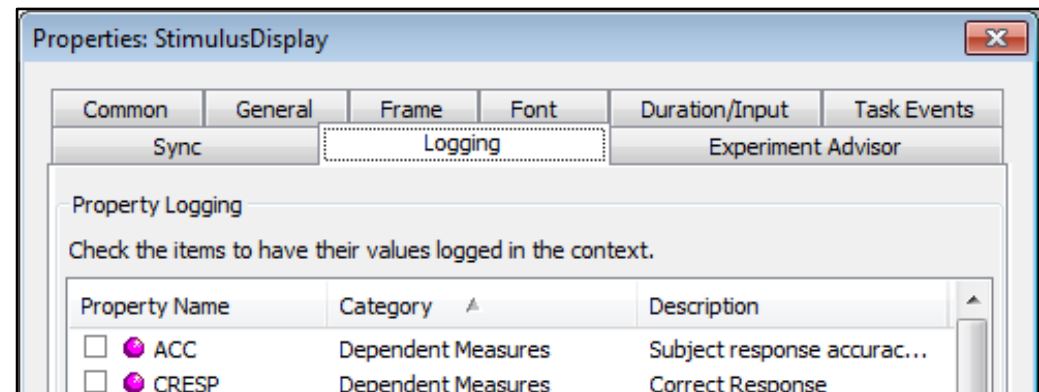 Properties: StimulusDisplay
Common General Frame Font Duration/Input Task Events
Sync Logging Experiment Advisor
Property Logging
Check the items to have their values logged in the context.
Property Name Category Description
ACC Dependent Measures Subject response accurac...
CRESP Dependent Measures Correct Response